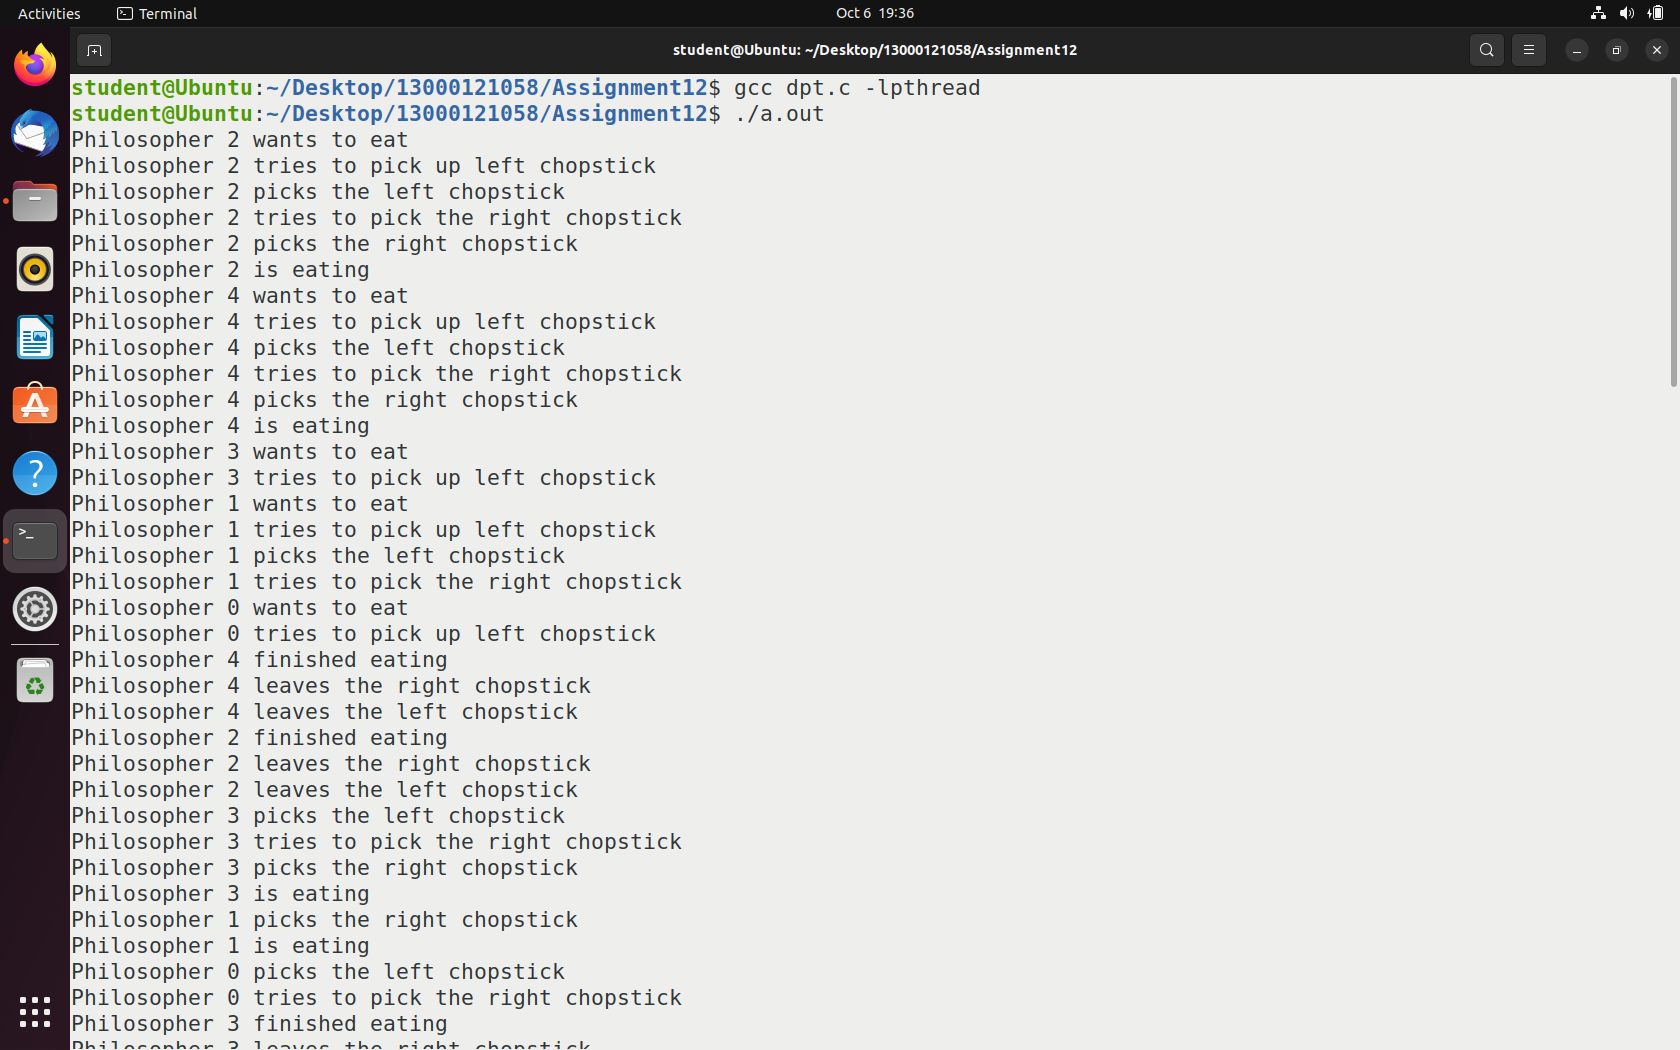 Activities Terminal Oct 6 19:36
student@Ubuntu: ~/Desktop/13000121058/Assignment12
student@Ubuntu:~/Desktop/13000121058/Assignment12$ gcc dpt.c -lpthread
student@Ubuntu:~/Desktop/13000121058/Assignment12$ ./a.out
Philosopher 2 wants to eat
Philosopher 2 tries to pick up left chopstick
Philosopher 2 picks the left chopstick
Philosopher 2 tries to pick the right chopstick
Philosopher 2 picks the right chopstick
Philosopher 2 is eating
Philosopher 4 wants to eat
Philosopher 4 tries to pick up left chopstick
Philosopher 4 picks the left chopstick
Philosopher 4 tries to pick the right chopstick
Philosopher 4 picks the right chopstick
Philosopher 4 is eating
Philosopher 3 wants to eat
Philosopher 3 tries to pick up left chopstick
Philosopher 1 wants to eat
Philosopher 1 tries to pick up left chopstick
Philosopher 1 picks the left chopstick
Philosopher 1 tries to pick the right chopstick
Philosopher 0 wants to eat
Philosopher 0 tries to pick up left chopstick
Philosopher 4 finished eating
Philosopher 4 leaves the right chopstick
Philosopher 4 leaves the left chopstick
Philosopher 2 finished eating
Philosopher 2 leaves the right chopstick
Philosopher 2 leaves the left chopstick
Philosopher 3 picks the left chopstick
Philosopher 3 tries to pick the right chopstick
Philosopher 3 picks the right chopstick
Philosopher 3 is eating
Philosopher 1 picks the right chopstick
Philosopher 1 is eating
Philosopher 0 picks the left chopstick
Philosopher 0 tries to pick the right chopstick
Philosopher 3 finished eating
Philosopher 3 leaves the right chopstick